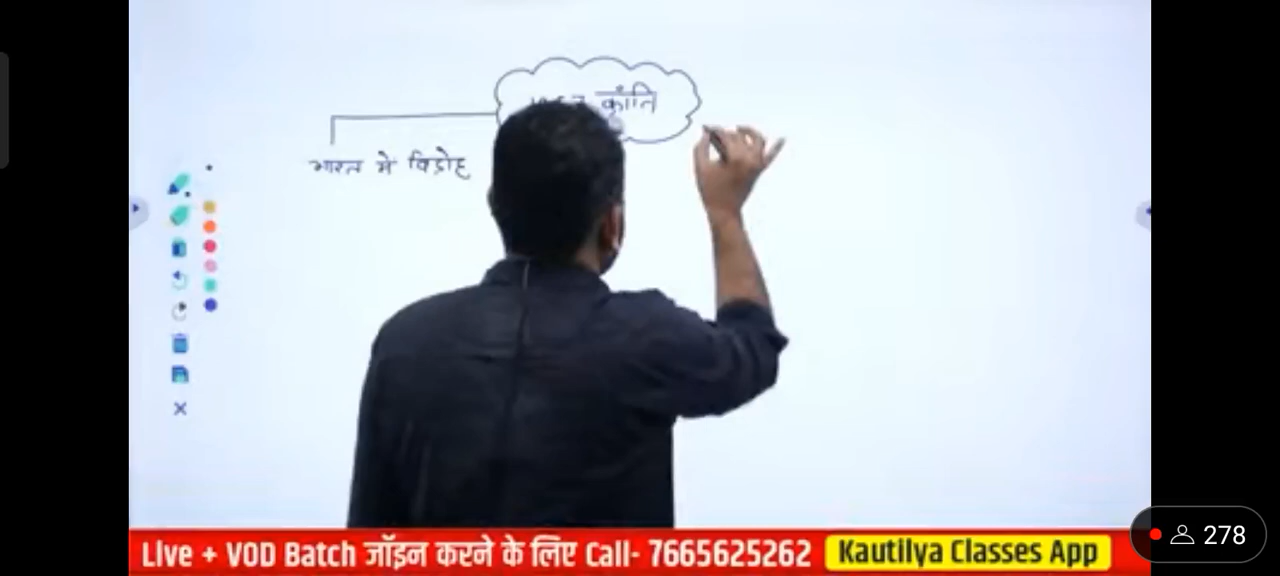 क्रांति
भारत मे विद्रोह
Live + VOD Batch जॉइन करने के लिए Call- 7665625262
Kautilya Classes App
278